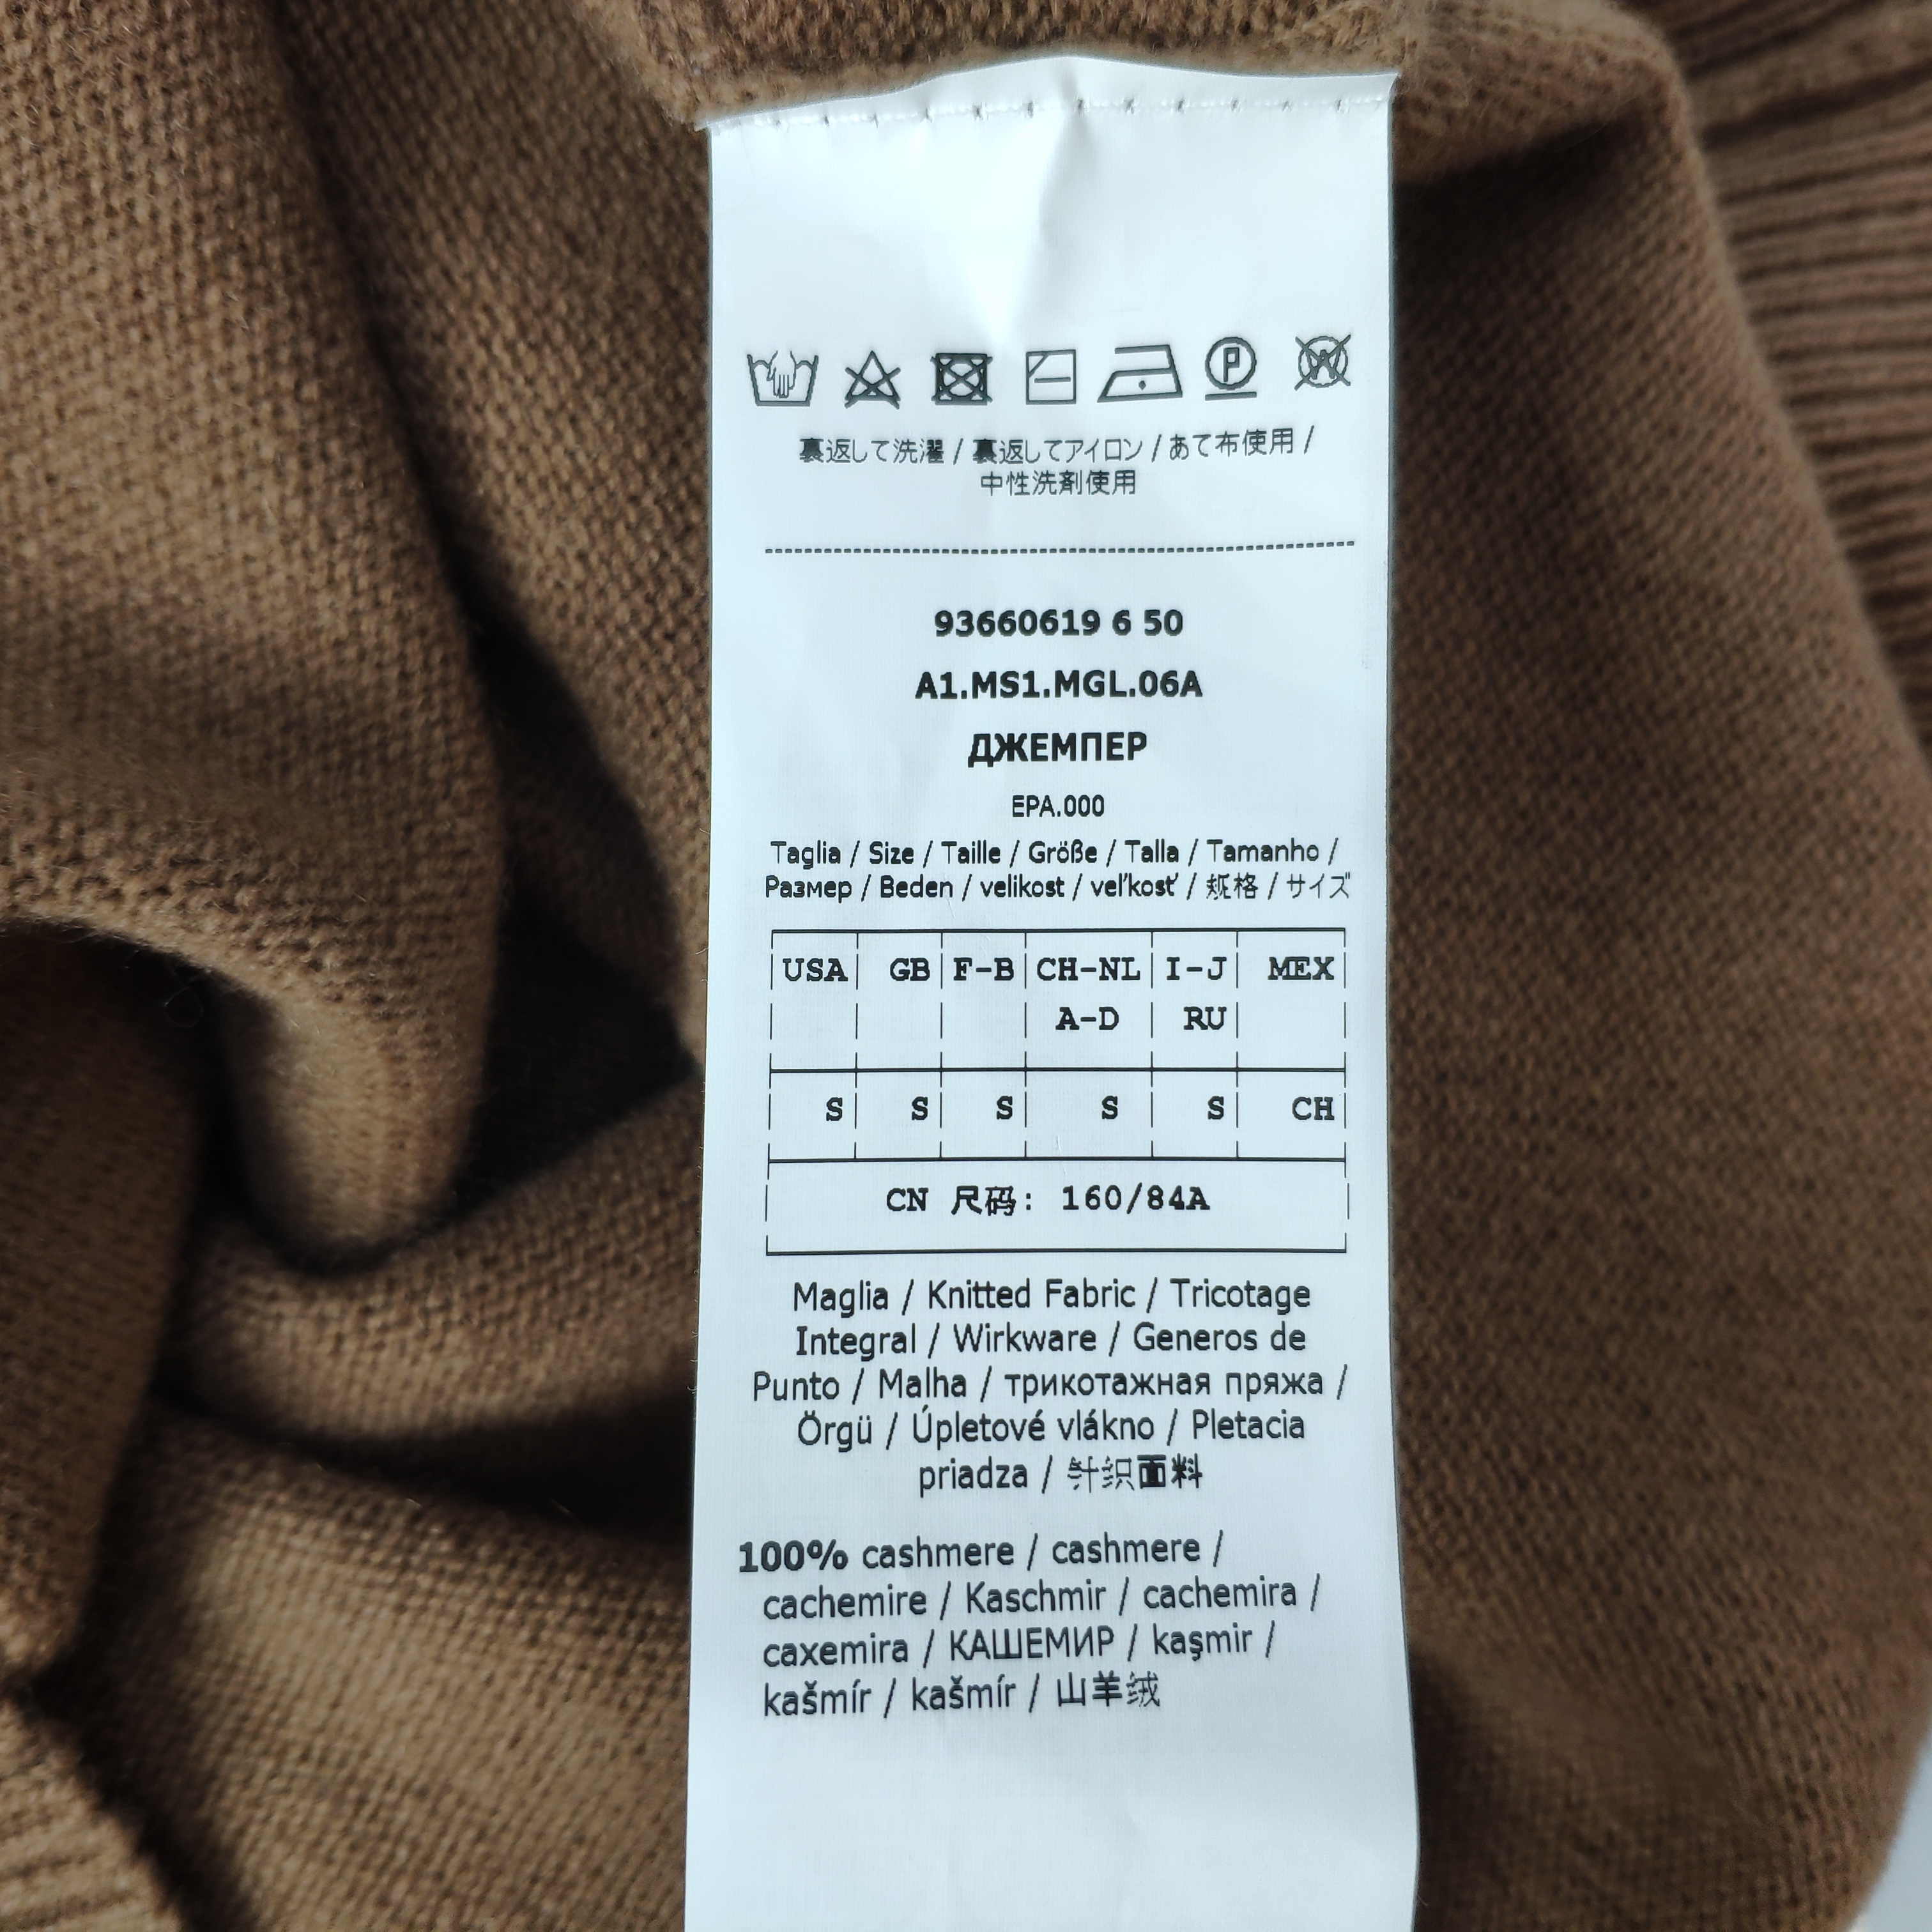 P W
裏返して洗濯 / 裏返してアイロン / あて布使用 /
中性洗剤使用
93660619 6 50
A1.MS1.MGL.06A
ДЖЕМПЕР
EPA.000
Taglia / Size / Taille / Größe / Talla / Tamanho /
Размер / Beden / velikost / veľkosť / 规格 / サイズ
USA GB F-B CH-NL I-J MEX
A-D RU
S S S S S CH
CN 尺码: 160/84A
Maglia / Knitted Fabric / Tricotage
Integral / Wirkware / Generos de
Punto / Malha / трикотажная пряжа /
Örgü / Úpletové vlákno / Pletacia
priadza / 针织面料
100% cashmere / cashmere /
cachemire / Kaschmir / cachemira /
caxemira / КАШЕМИР / kaşmir /
kašmír / kašmír / 山羊绒